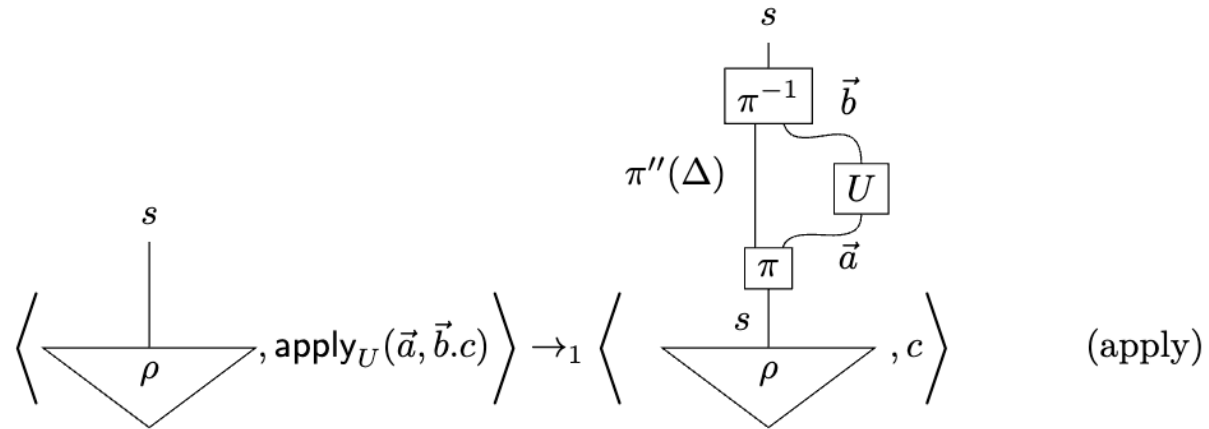 s
π⁻¹ b⃗
π″(Δ) U
s
π a⃗
s
⟨ ρ , apply_U(a⃗, b⃗.c) ⟩ →₁ ⟨ ρ , c ⟩ (apply)